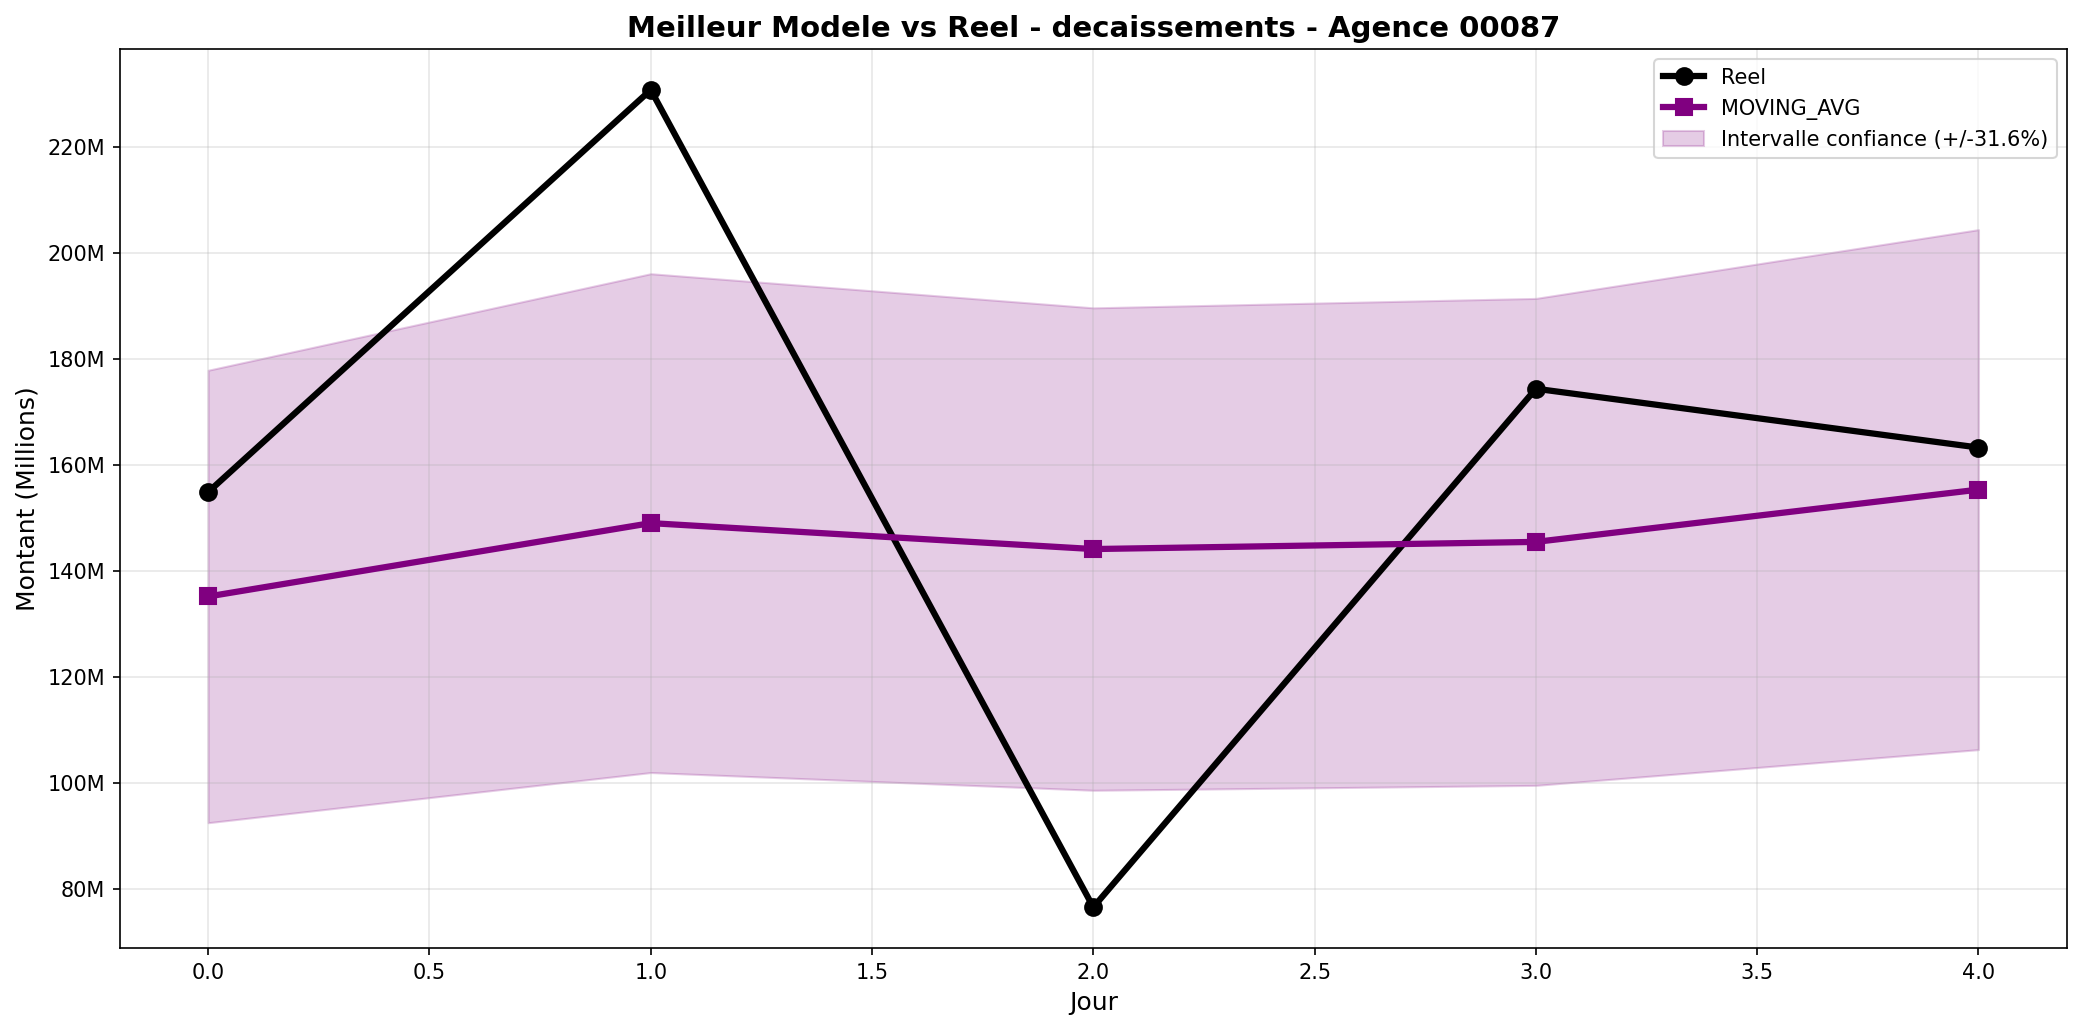 Meilleur Modele vs Reel - decaissements - Agence 00087
Reel
MOVING_AVG
Intervalle confiance (+/-31.6%)
Montant (Millions)
220M
200M
180M
160M
140M
120M
100M
80M
0.0 0.5 1.0 1.5 2.0 2.5 3.0 3.5 4.0
Jour